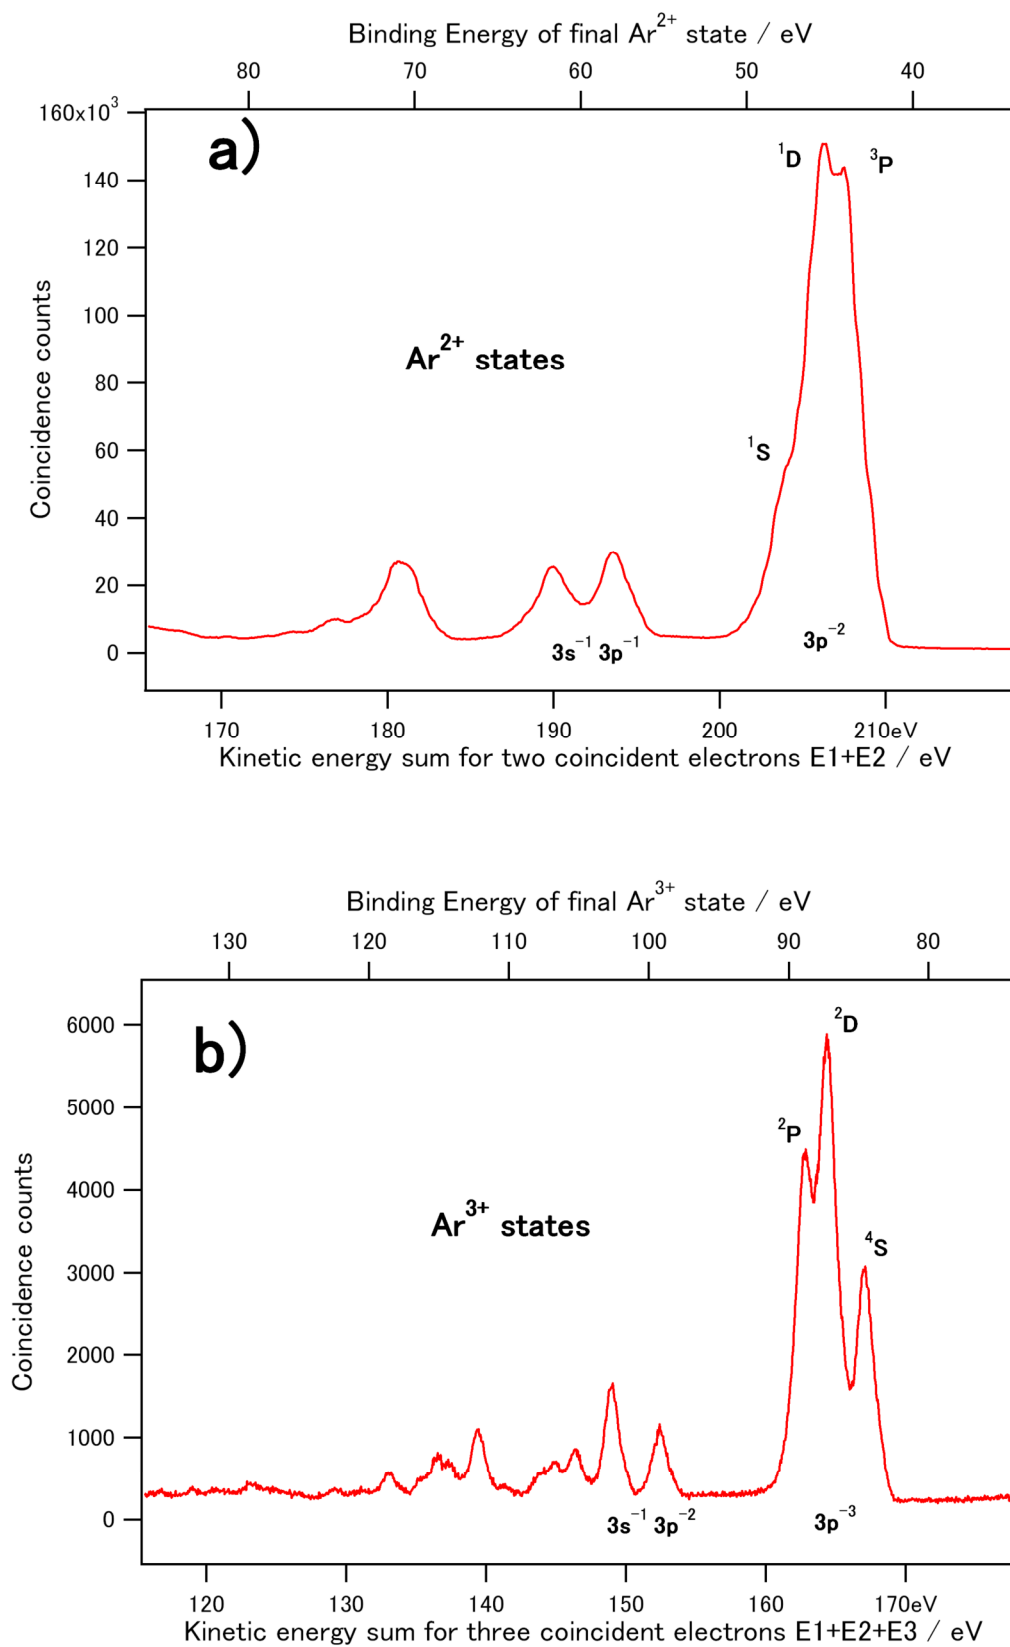 Binding Energy of final Ar²⁺ state / eV
80 70 60 50 40
160x10³
a)
¹D ³P
140
120
100
Ar²⁺ states
80
60
¹S
40
20
0
3s⁻¹ 3p⁻¹ 3p⁻²
Coincidence counts
170 180 190 200 210eV
Kinetic energy sum for two coincident electrons E1+E2 / eV
Binding Energy of final Ar³⁺ state / eV
130 120 110 100 90 80
6000
b)
²D
5000
²P
4000
Ar³⁺ states
⁴S
3000
2000
1000
0
3s⁻¹ 3p⁻² 3p⁻³
Coincidence counts
120 130 140 150 160 170eV
Kinetic energy sum for three coincident electrons E1+E2+E3 / eV